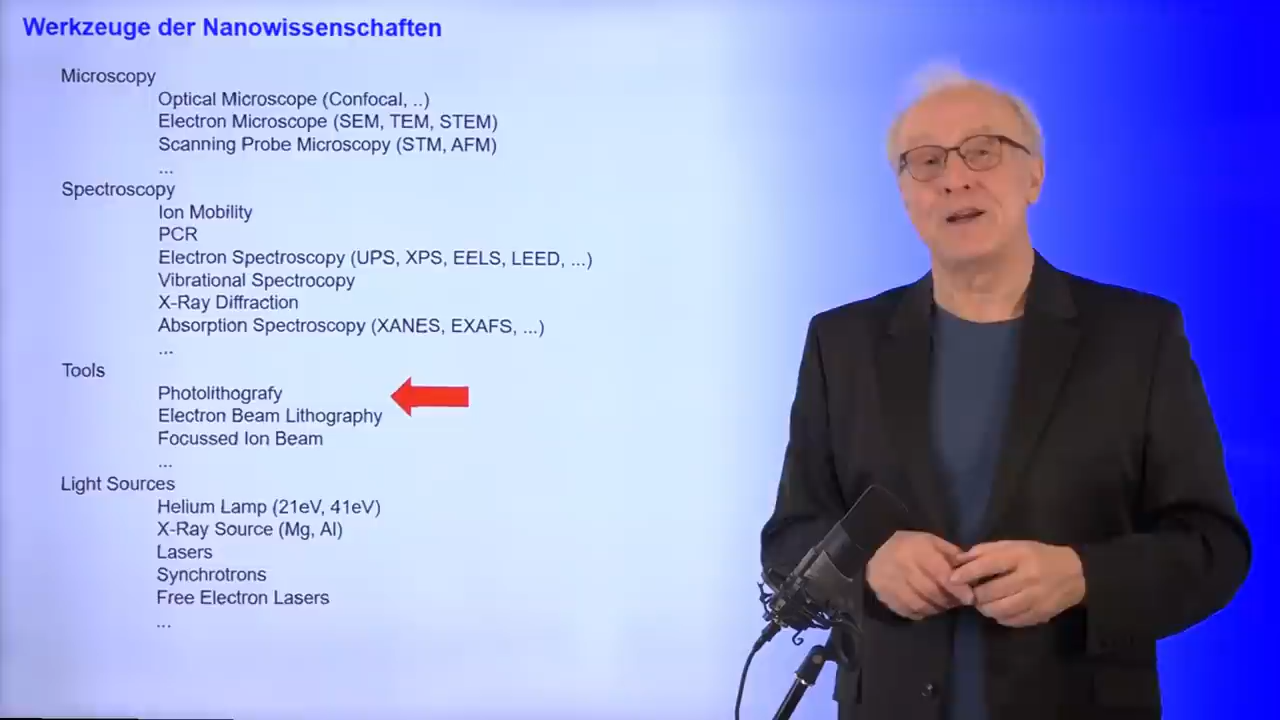 Werkzeuge der Nanowissenschaften
Microscopy
Optical Microscope (Confocal, ..)
Electron Microscope (SEM, TEM, STEM)
Scanning Probe Microscopy (STM, AFM)
...
Spectroscopy
Ion Mobility
PCR
Electron Spectroscopy (UPS, XPS, EELS, LEED, ...)
Vibrational Spectrocopy
X-Ray Diffraction
Absorption Spectroscopy (XANES, EXAFS, ...)
...
Tools
Photolithografy
Electron Beam Lithography
Focussed Ion Beam
...
Light Sources
Helium Lamp (21eV, 41eV)
X-Ray Source (Mg, Al)
Lasers
Synchrotrons
Free Electron Lasers
...